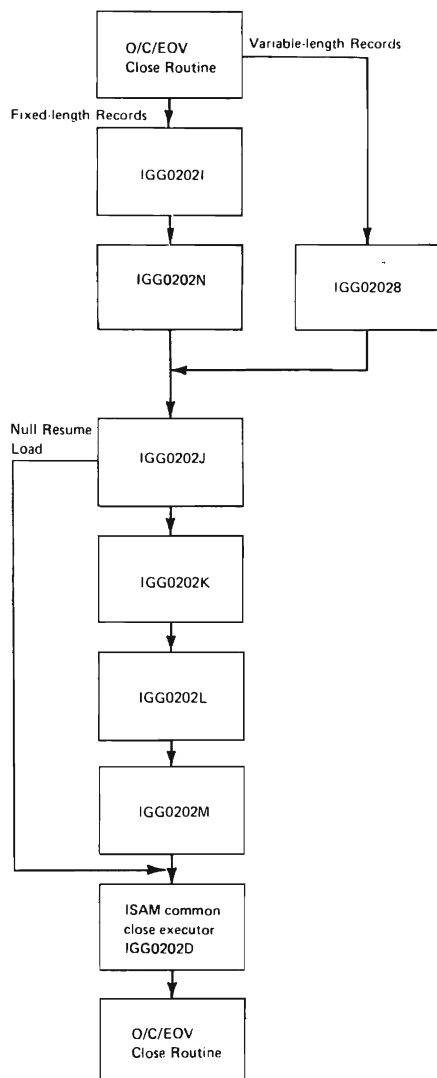 O/C/EOV
Close Routine
Variable-length Records
Fixed-length Records
IGG0202I
IGG0202N
IGG02028
Null Resume
Load
IGG0202J
IGG0202K
IGG0202L
IGG0202M
ISAM common
close executor
IGG0202D
O/C/EOV
Close Routine